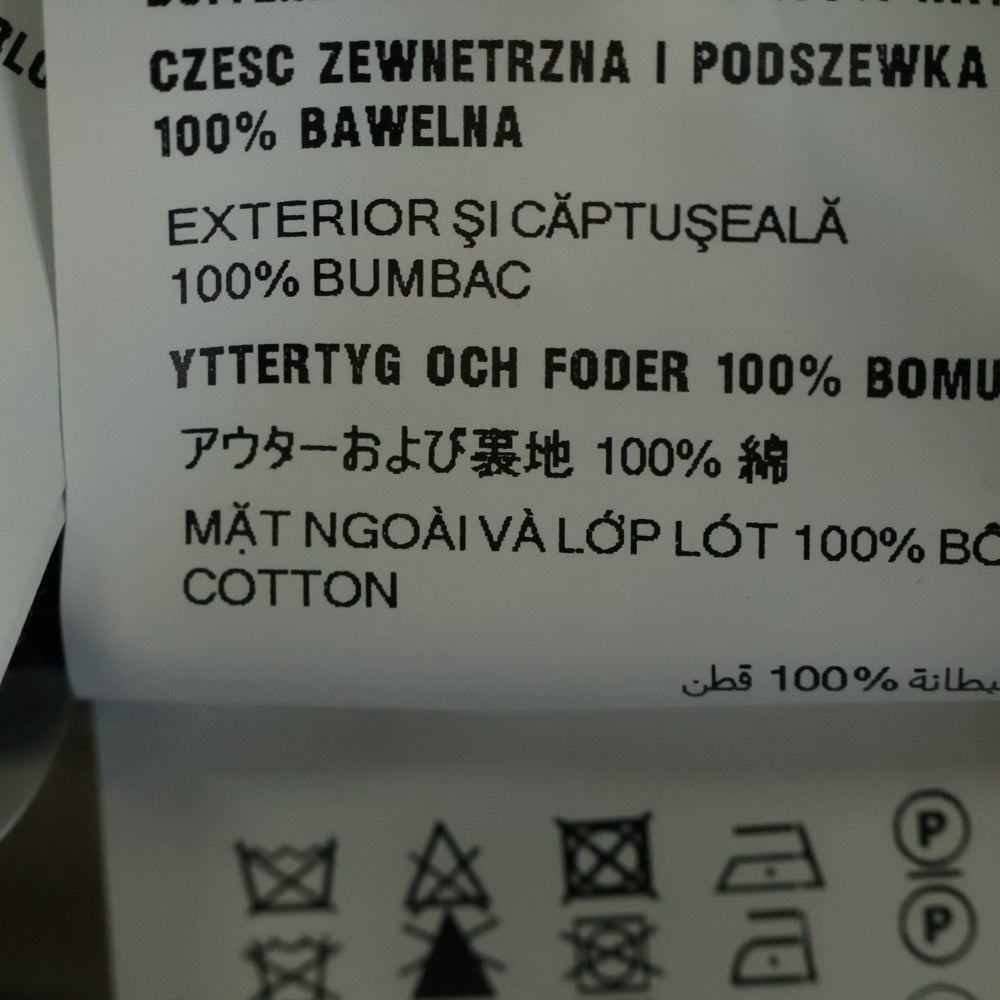 CZESC ZEWNETRZNA I PODSZEWKA
100% BAWELNA
EXTERIOR ŞI CĂPTUŞEALĂ
100% BUMBAC
YTTERTYG OCH FODER 100%
アウターおよび裏地 100% 綿
MẶT NGOÀI VÀ LỚP LÓT 100%
COTTON
100% قطن
P
P